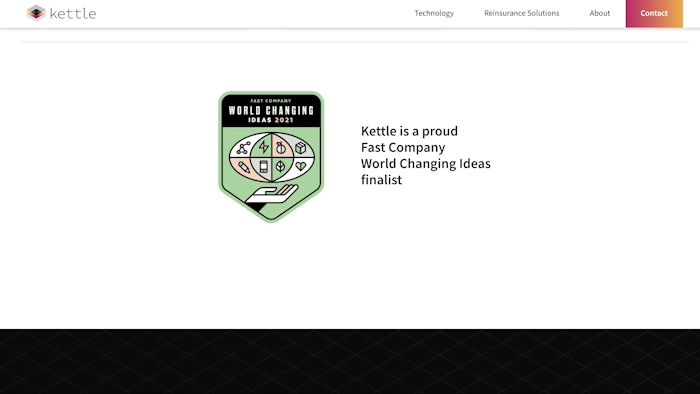 kettle
Technology
Reinsurance Solutions
About
Contact
FAST COMPANY
WORLD CHANGING
IDEAS 2021
Kettle is a proud
Fast Company
World Changing Ideas
finalist